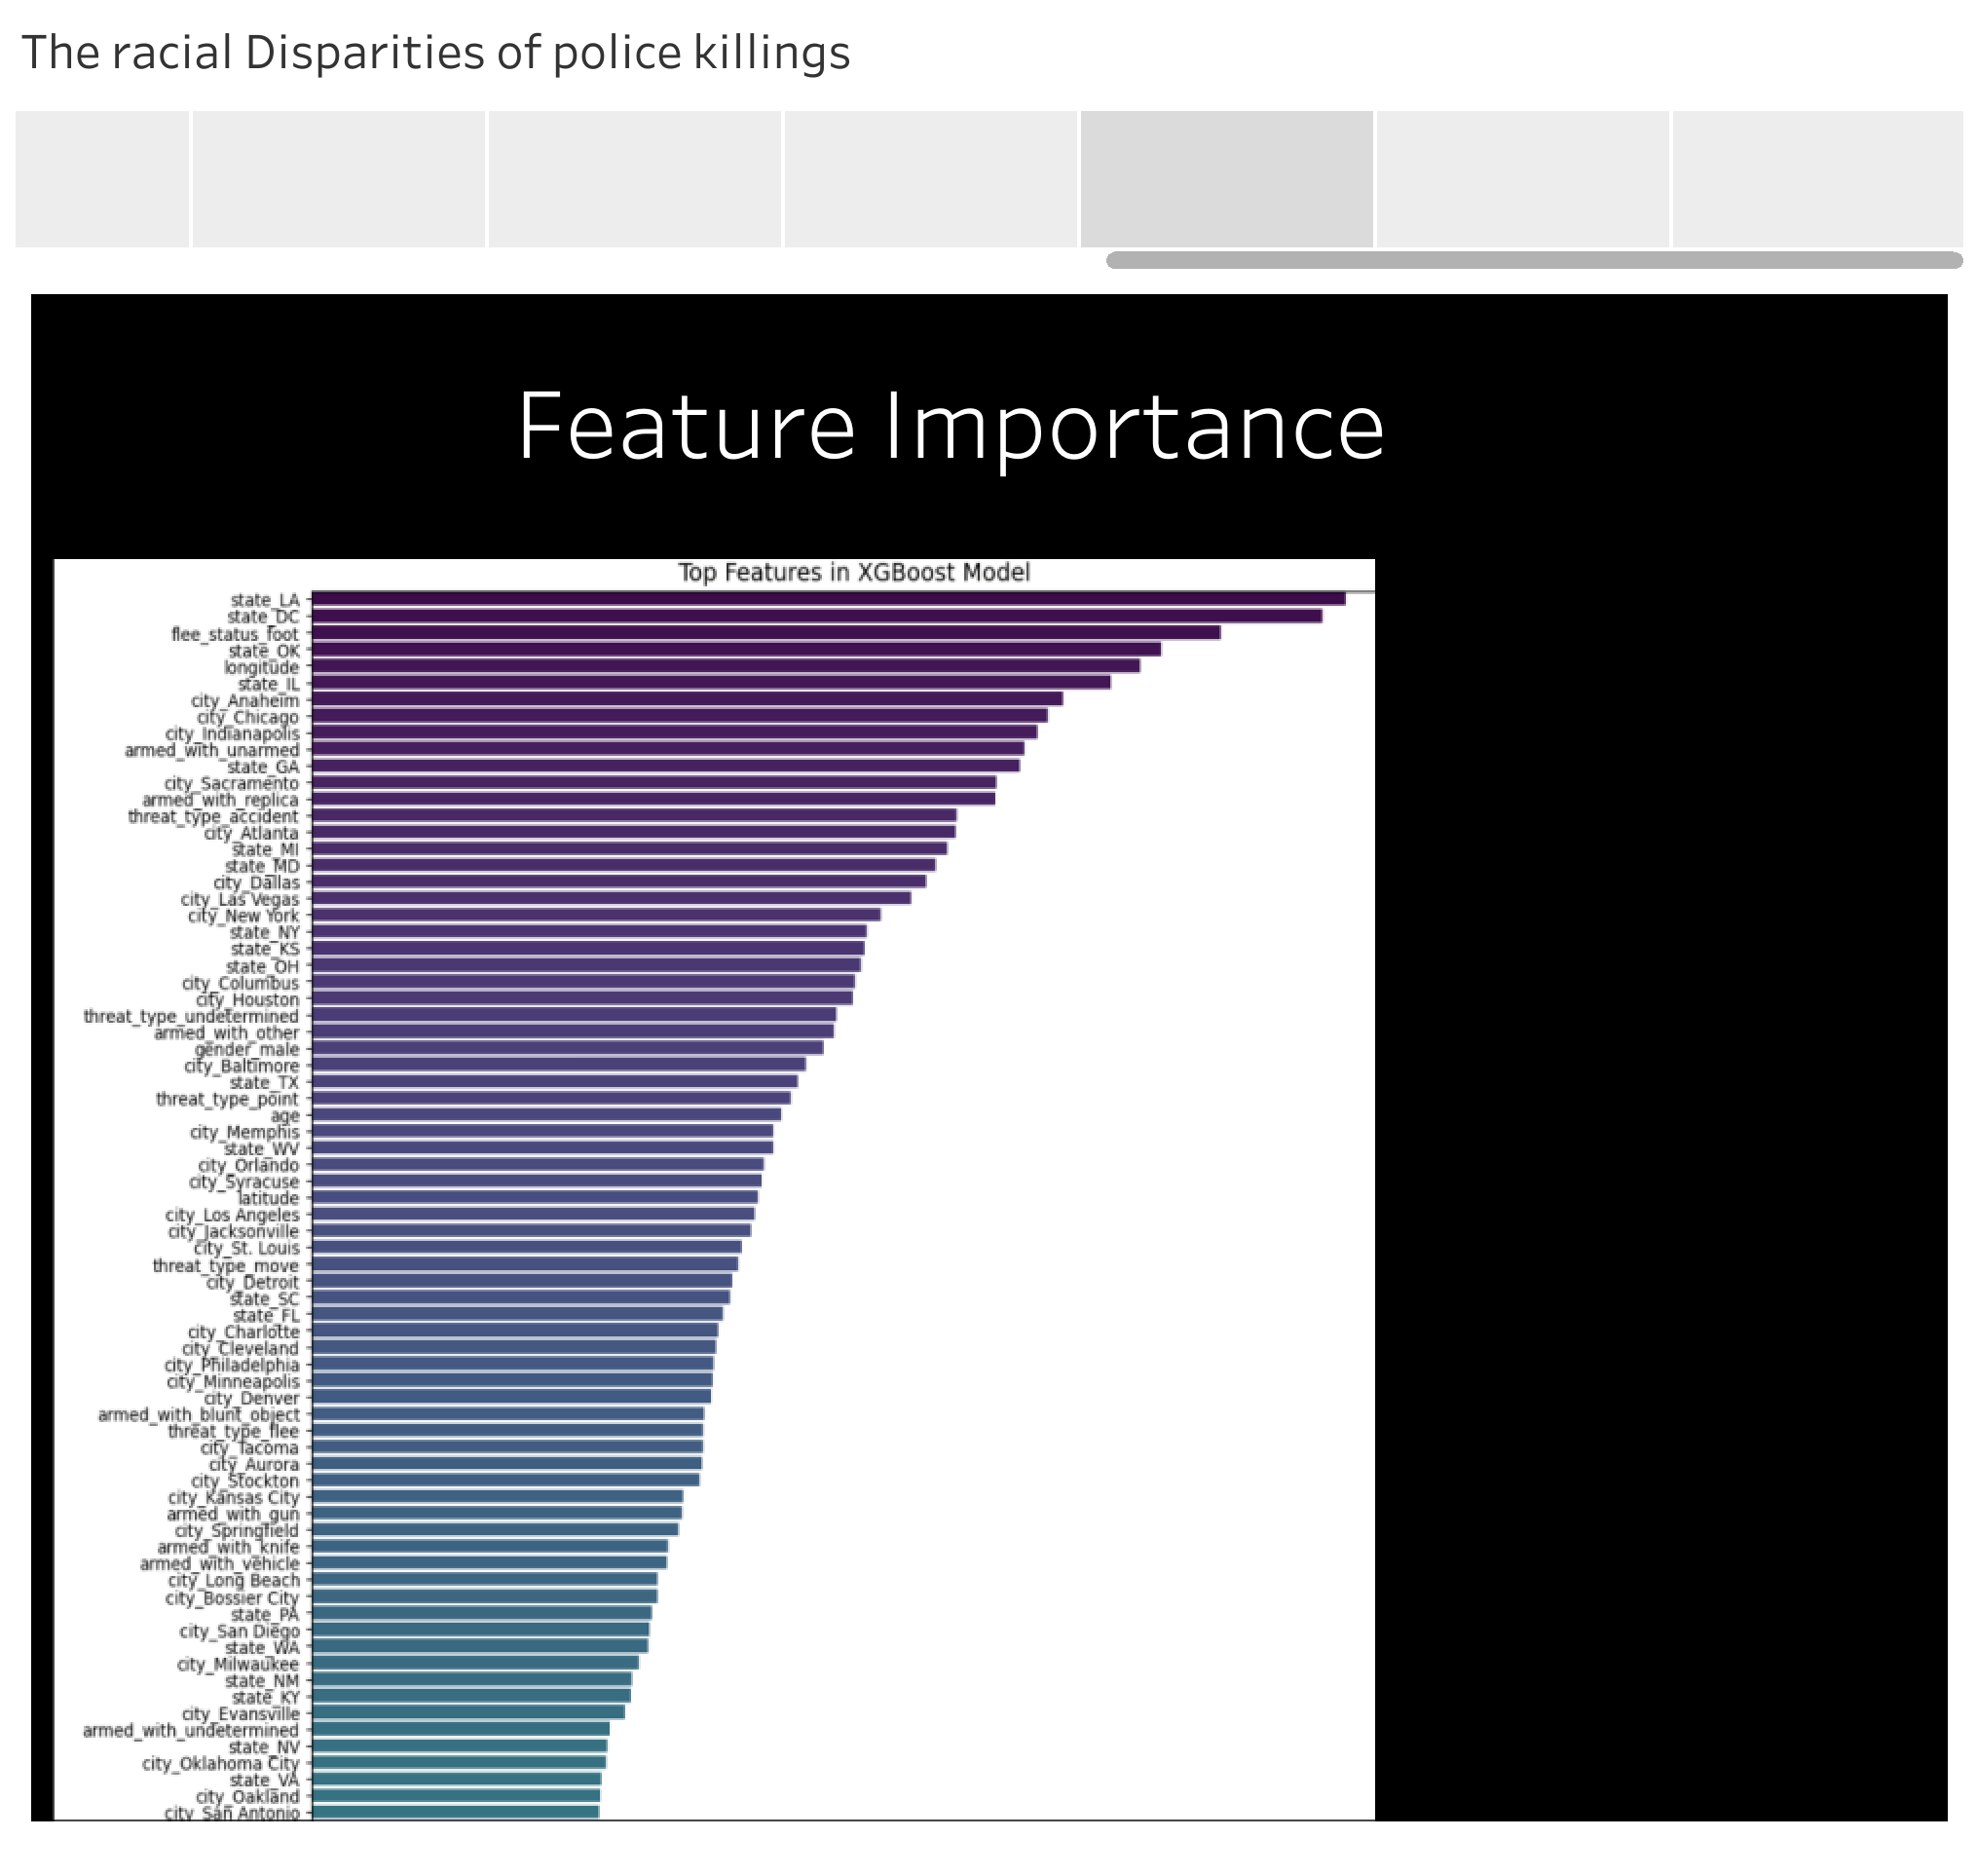 The racial Disparities of police killings
Feature Importance
Top Features in XGBoost Model
state_LA
state_DC
flee_status_foot
state_OK
longitude
state_IL
city_Anaheim
city_Chicago
city_Indianapolis
armed_with_unarmed
state_GA
city_Sacramento
armed_with_replica
threat_type_accident
city_Atlanta
state_MI
state_MD
city_Dallas
city_Las Vegas
city_New York
state_NY
state_KS
state_OH
city_Columbus
city_Houston
threat_type_undetermined
armed_with_other
gender_male
city_Baltimore
state_TX
threat_type_point
age
city_Memphis
state_WV
city_Orlando
city_Syracuse
latitude
city_Los Angeles
city_Jacksonville
city_St. Louis
threat_type_move
city_Detroit
state_SC
state_FL
city_Charlotte
city_Cleveland
city_Philadelphia
city_Minneapolis
city_Denver
armed_with_blunt_object
threat_type_flee
city_Tacoma
city_Aurora
city_Stockton
city_Kansas City
armed_with_gun
city_Springfield
armed_with_knife
armed_with_vehicle
city_Long Beach
city_Bossier City
state_PA
city_San Diego
state_WA
city_Milwaukee
state_NM
state_KY
city_Evansville
armed_with_undetermined
state_NV
city_Oklahoma City
state_VA
city_Oakland
city_San Antonio